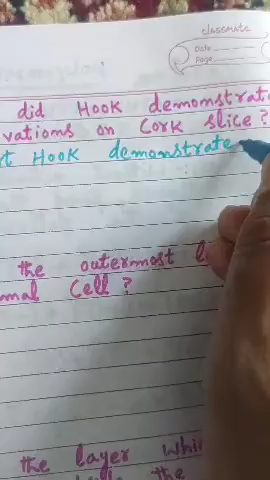 classmate
Date
Page
did Hook demonstrate
vations on Cork slice?
t Hook demonstrate
the outermost l
mal Cell?
the layer whi
the